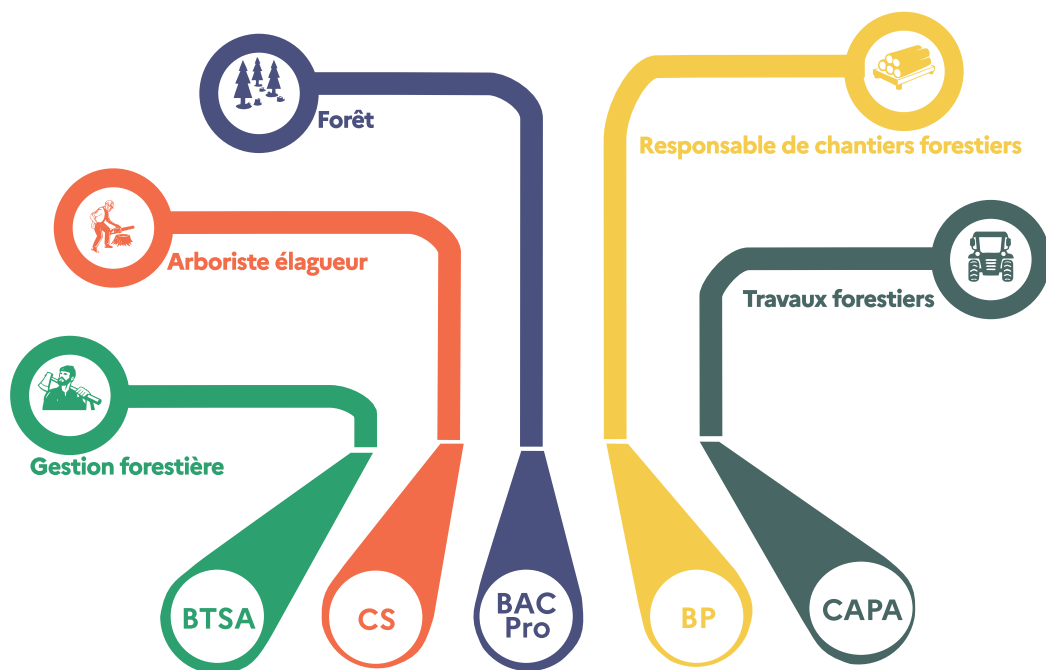 Forêt
Responsable de chantiers forestiers
Arboriste élagueur
Travaux forestiers
Gestion forestière
BTSA
CS
BAC
Pro
BP
CAPA